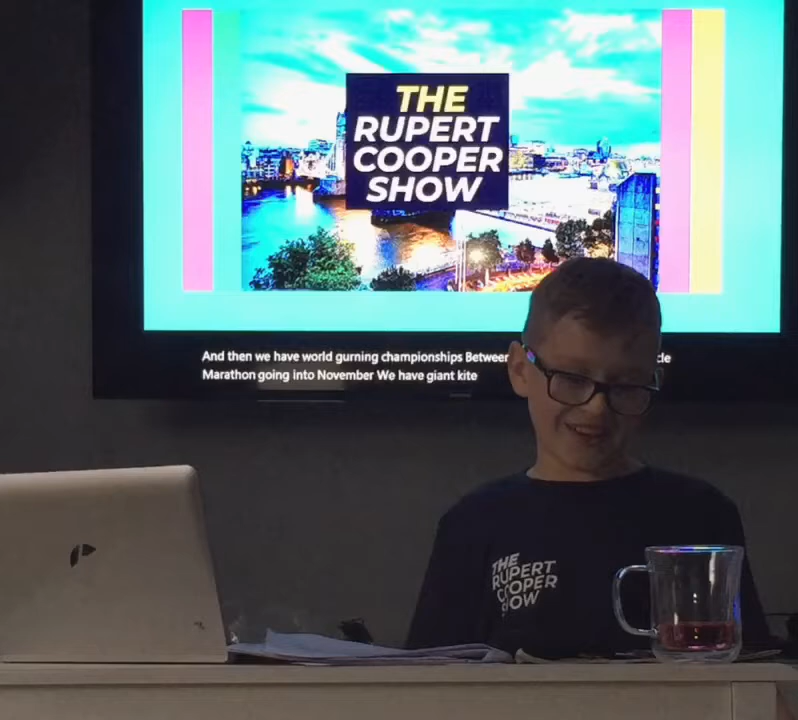 THE
RUPERT
COOPER
SHOW
And then we have world gurning championships Between
Marathon going into November We have giant kite
THE
RUPERT
COOPER
SHOW